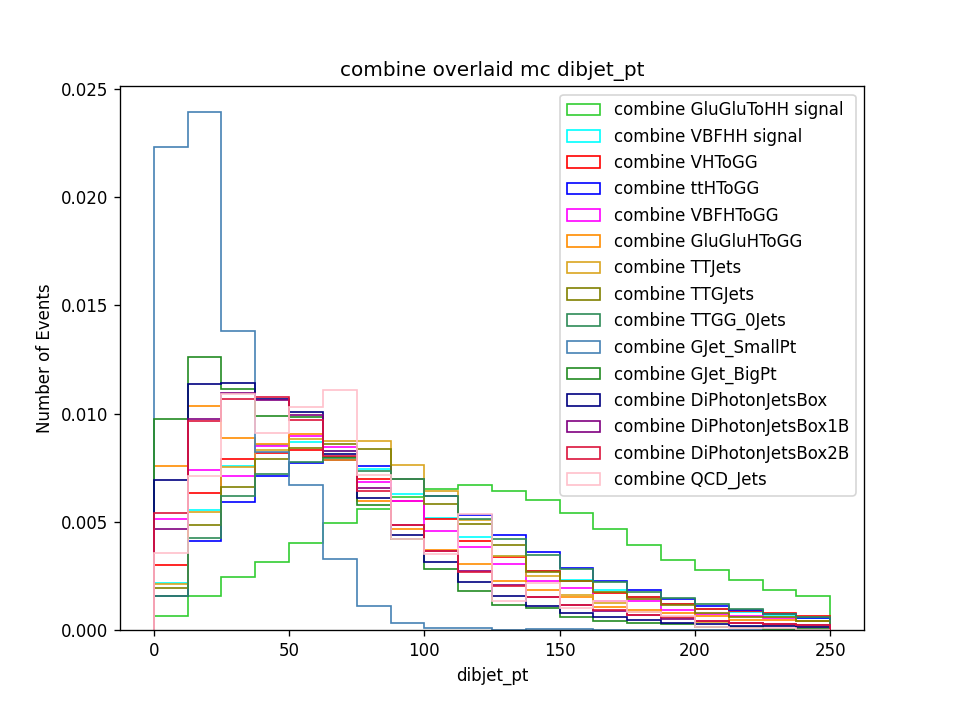 combine overlaid mc dibjet_pt
0.025
0.020
0.015
0.010
0.005
0.000
Number of Events
combine GluGluToHH signal
combine VBFHH signal
combine VHToGG
combine ttHToGG
combine VBFHToGG
combine GluGluHToGG
combine TTJets
combine TTGJets
combine TTGG_0Jets
combine GJet_SmallPt
combine GJet_BigPt
combine DiPhotonJetsBox
combine DiPhotonJetsBox1B
combine DiPhotonJetsBox2B
combine QCD_Jets
0 50 100 150 200 250
dibjet_pt